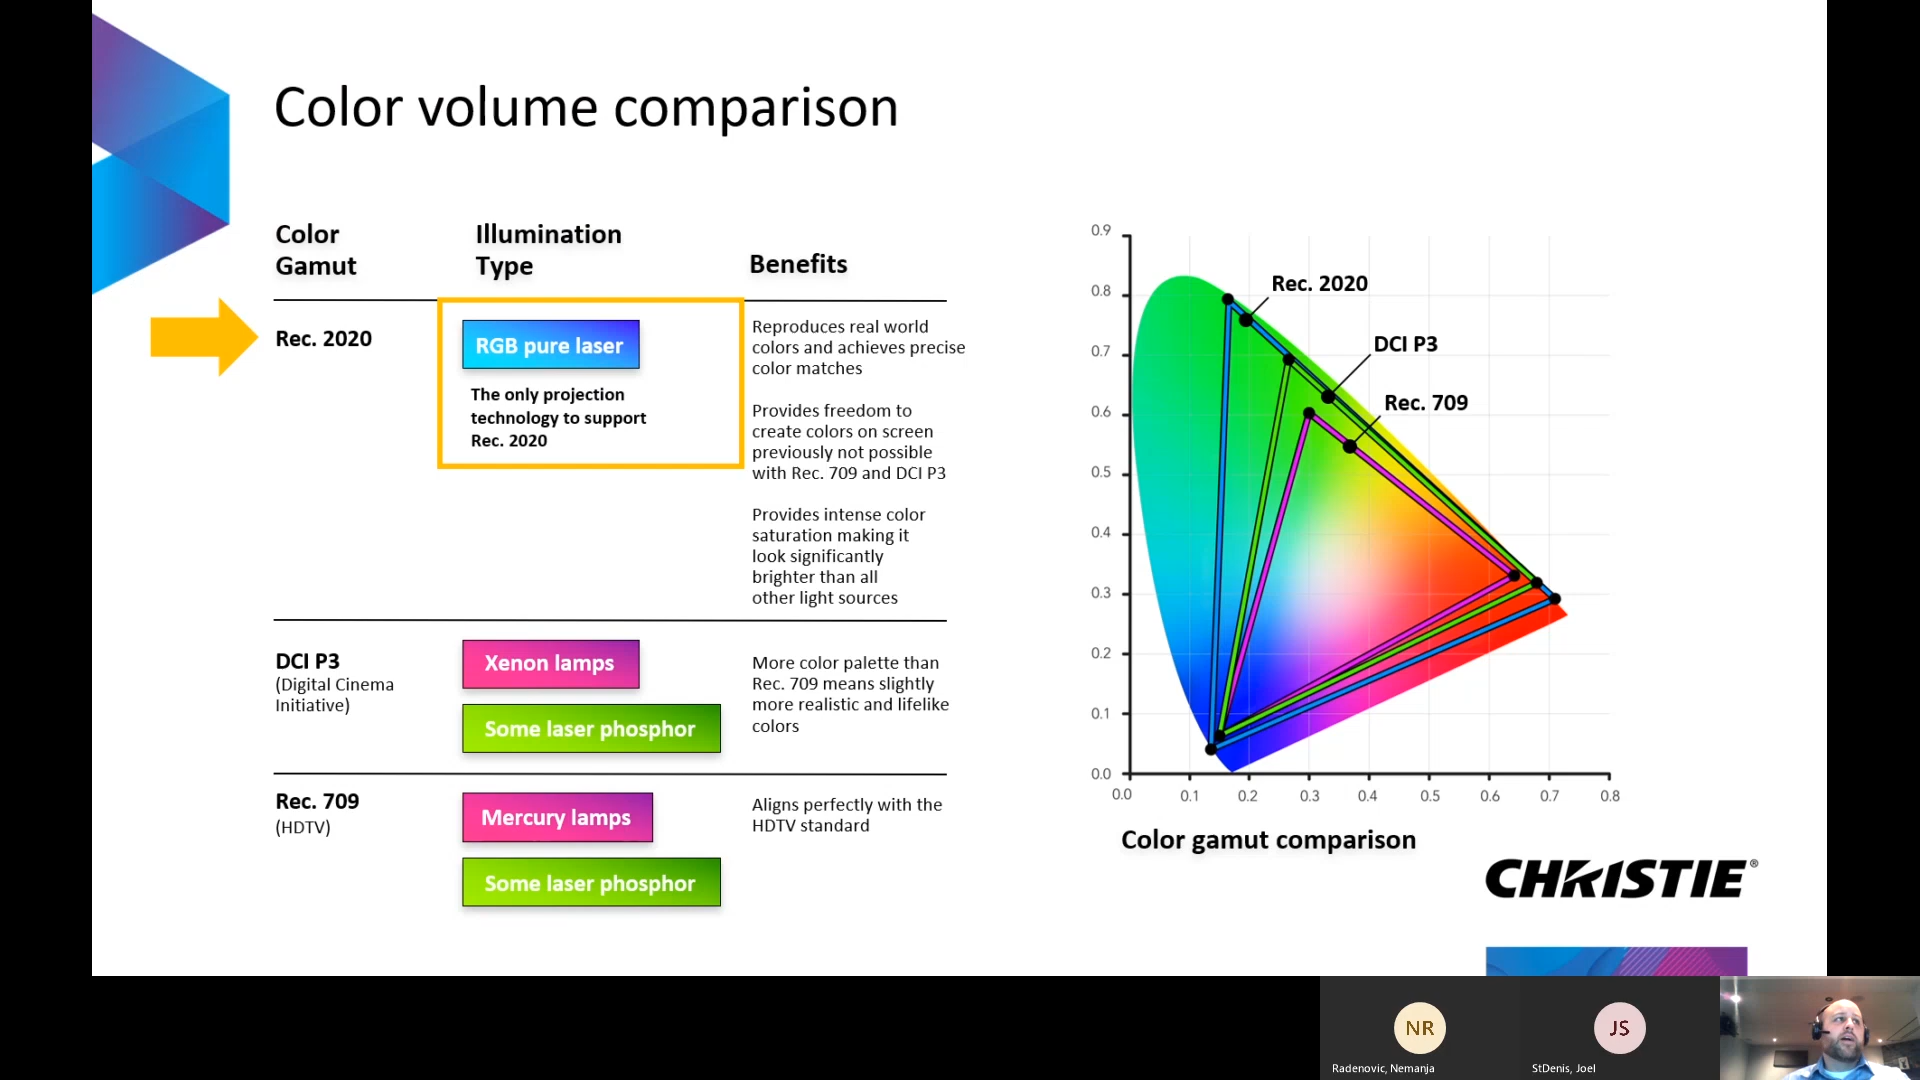 Color volume comparison
Color
Gamut
Illumination
Type
Benefits
Rec. 2020
RGB pure laser
The only projection
technology to support
Rec. 2020
Reproduces real world
colors and achieves precise
color matches
Provides freedom to
create colors on screen
previously not possible
with Rec. 709 and DCI P3
Provides intense color
saturation making it
look significantly
brighter than all
other light sources
DCI P3
(Digital Cinema
Initiative)
Xenon lamps
Some laser phosphor
More color palette than
Rec. 709 means slightly
more realistic and lifelike
colors
Rec. 709
(HDTV)
Mercury lamps
Some laser phosphor
Aligns perfectly with the
HDTV standard
0.9
0.8
0.7
0.6
0.5
0.4
0.3
0.2
0.1
0.0
0.0 0.1 0.2 0.3 0.4 0.5 0.6 0.7 0.8
Rec. 2020
DCI P3
Rec. 709
Color gamut comparison
CHRISTIE®
NR
Radenovic, Nemanja
JS
StDenis, Joel